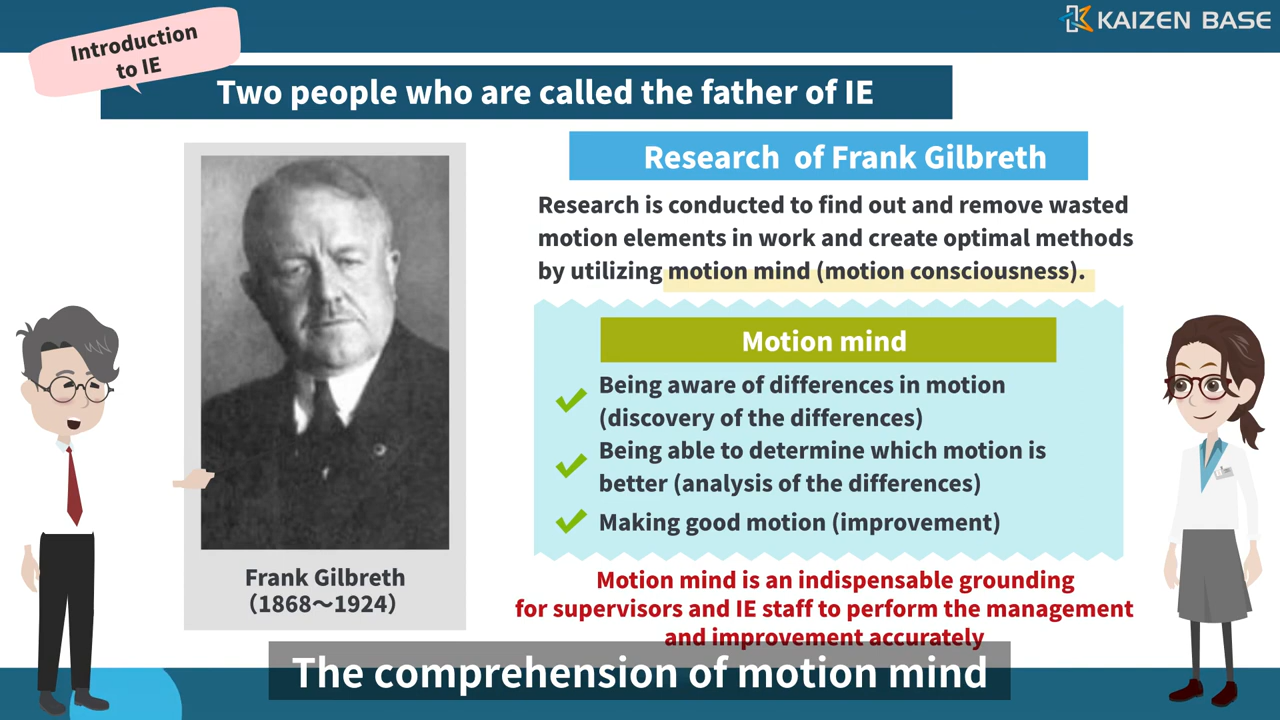 KAIZEN BASE
Introduction
to IE
Two people who are called the father of IE
Research of Frank Gilbreth
Research is conducted to find out and remove wasted
motion elements in work and create optimal methods
by utilizing motion mind (motion consciousness).
Motion mind
Being aware of differences in motion
(discovery of the differences)
Being able to determine which motion is
better (analysis of the differences)
Making good motion (improvement)
Motion mind is an indispensable grounding
for supervisors and IE staff to perform the management
and improvement accurately
Frank Gilbreth
(1868〜1924)
The comprehension of motion mind